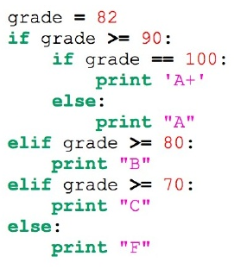 grade = 82
if grade >= 90:
    if grade == 100:
        print 'A+'
    else:
        print "A"
elif grade >= 80:
    print "B"
elif grade >= 70:
    print "C"
else:
    print "F"